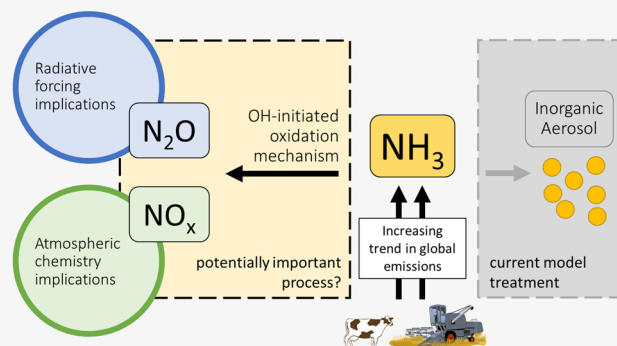 Radiative
forcing
implications
N₂O
OH-initiated
oxidation
mechanism
NH₃
Inorganic
Aerosol
NOₓ
Atmospheric
chemistry
implications
potentially important
process?
Increasing
trend in global
emissions
current model
treatment